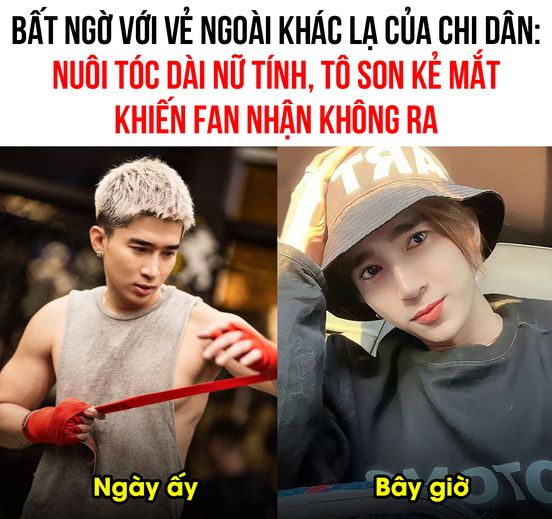 BẤT NGỜ VỚI VẺ NGOÀI KHÁC LẠ CỦA CHI DÂN:
NUÔI TÓC DÀI NỮ TÍNH, TÔ SON KẺ MẮT
KHIẾN FAN NHẬN KHÔNG RA
ART
Ngày ấy
Bây giờ